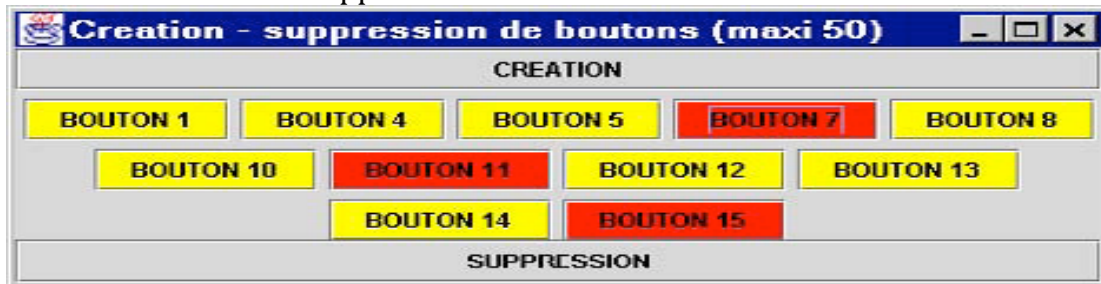 Creation - suppression de boutons (maxi 50)
CREATION
BOUTON 1 BOUTON 4 BOUTON 5 BOUTON 7 BOUTON 8
BOUTON 10 BOUTON 11 BOUTON 12 BOUTON 13
BOUTON 14 BOUTON 15
SUPPRESSION